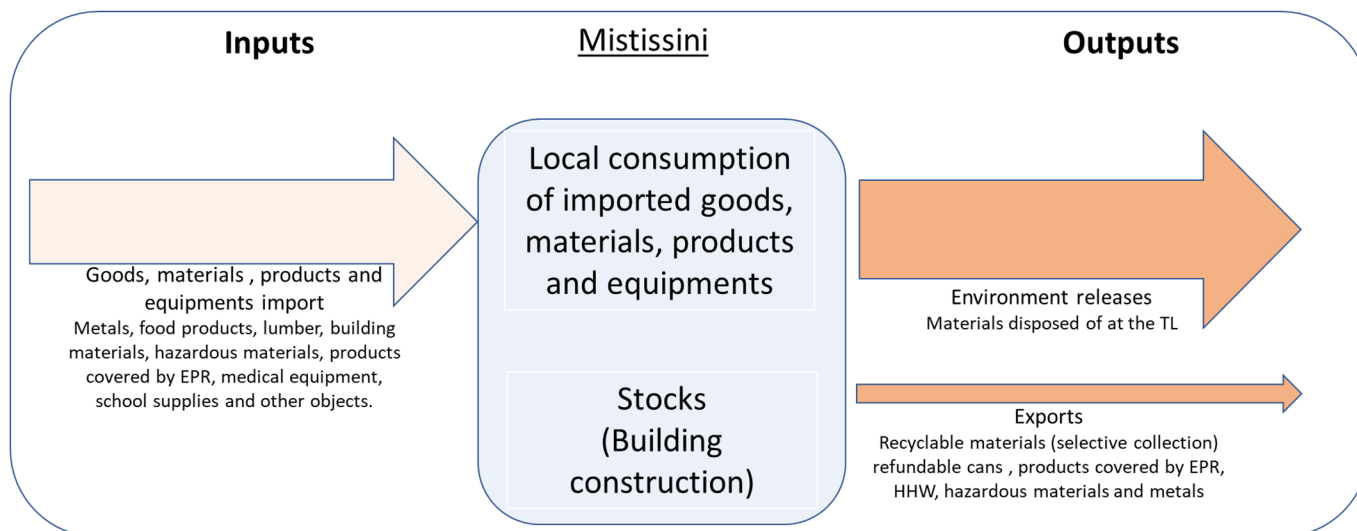 Inputs
Mistissini
Outputs
Goods, materials , products and
equipments import
Metals, food products, lumber, building
materials, hazardous materials, products
covered by EPR, medical equipment,
school supplies and other objects.
Local consumption
of imported goods,
materials, products
and equipments
Stocks
(Building
construction)
Environment releases
Materials disposed of at the TL
Exports
Recyclable materials (selective collection)
refundable cans , products covered by EPR,
HHW, hazardous materials and metals